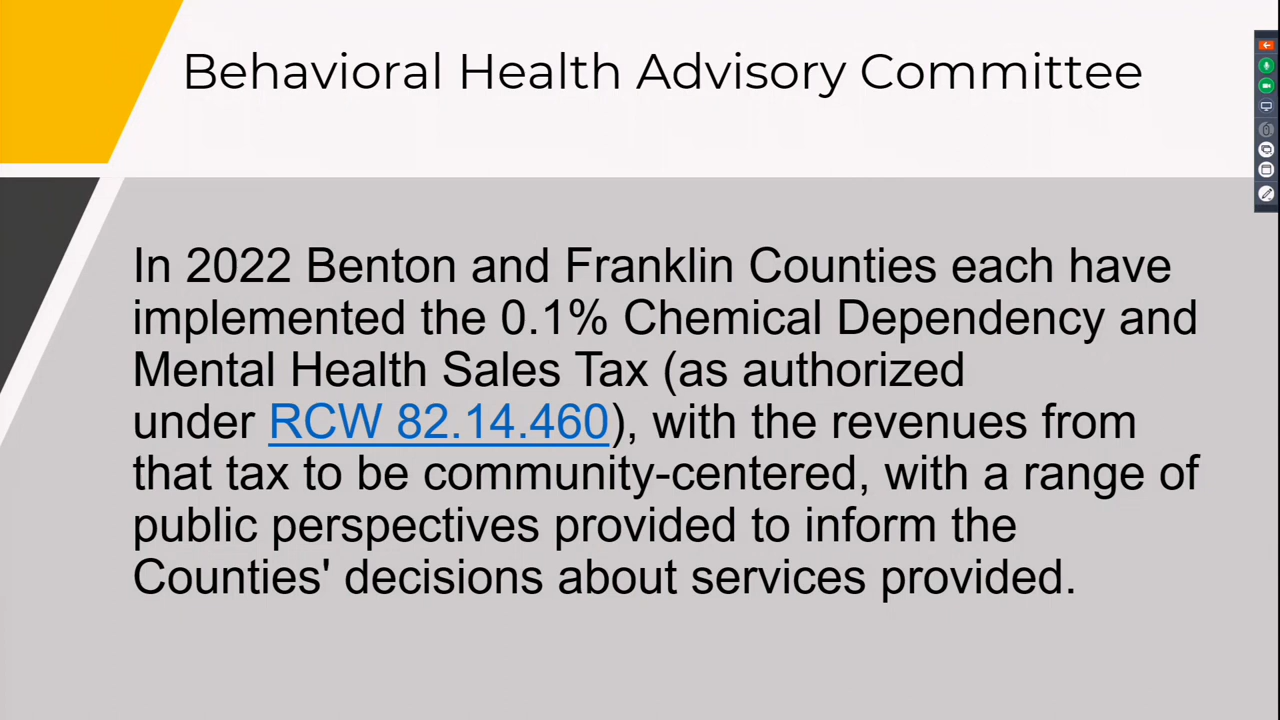 Behavioral Health Advisory Committee
In 2022 Benton and Franklin Counties each have
implemented the 0.1% Chemical Dependency and
Mental Health Sales Tax (as authorized
under RCW 82.14.460), with the revenues from
that tax to be community-centered, with a range of
public perspectives provided to inform the
Counties' decisions about services provided.